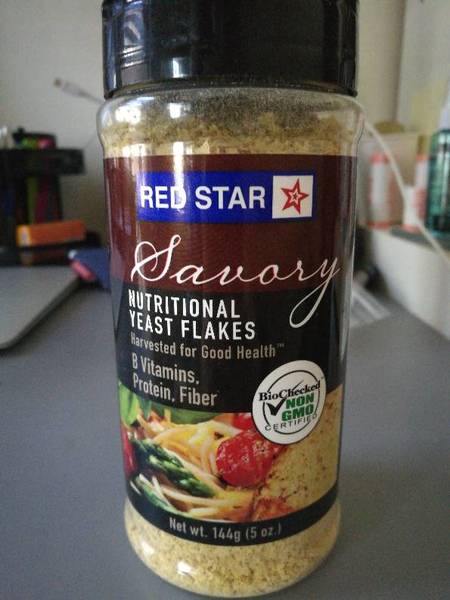 RED STAR
Savory
NUTRITIONAL
YEAST FLAKES
Harvested for Good Health™
B Vitamins,
Protein, Fiber
BioChecked
NON
GMO
CERTIFIED
Net wt. 144g (5 oz.)